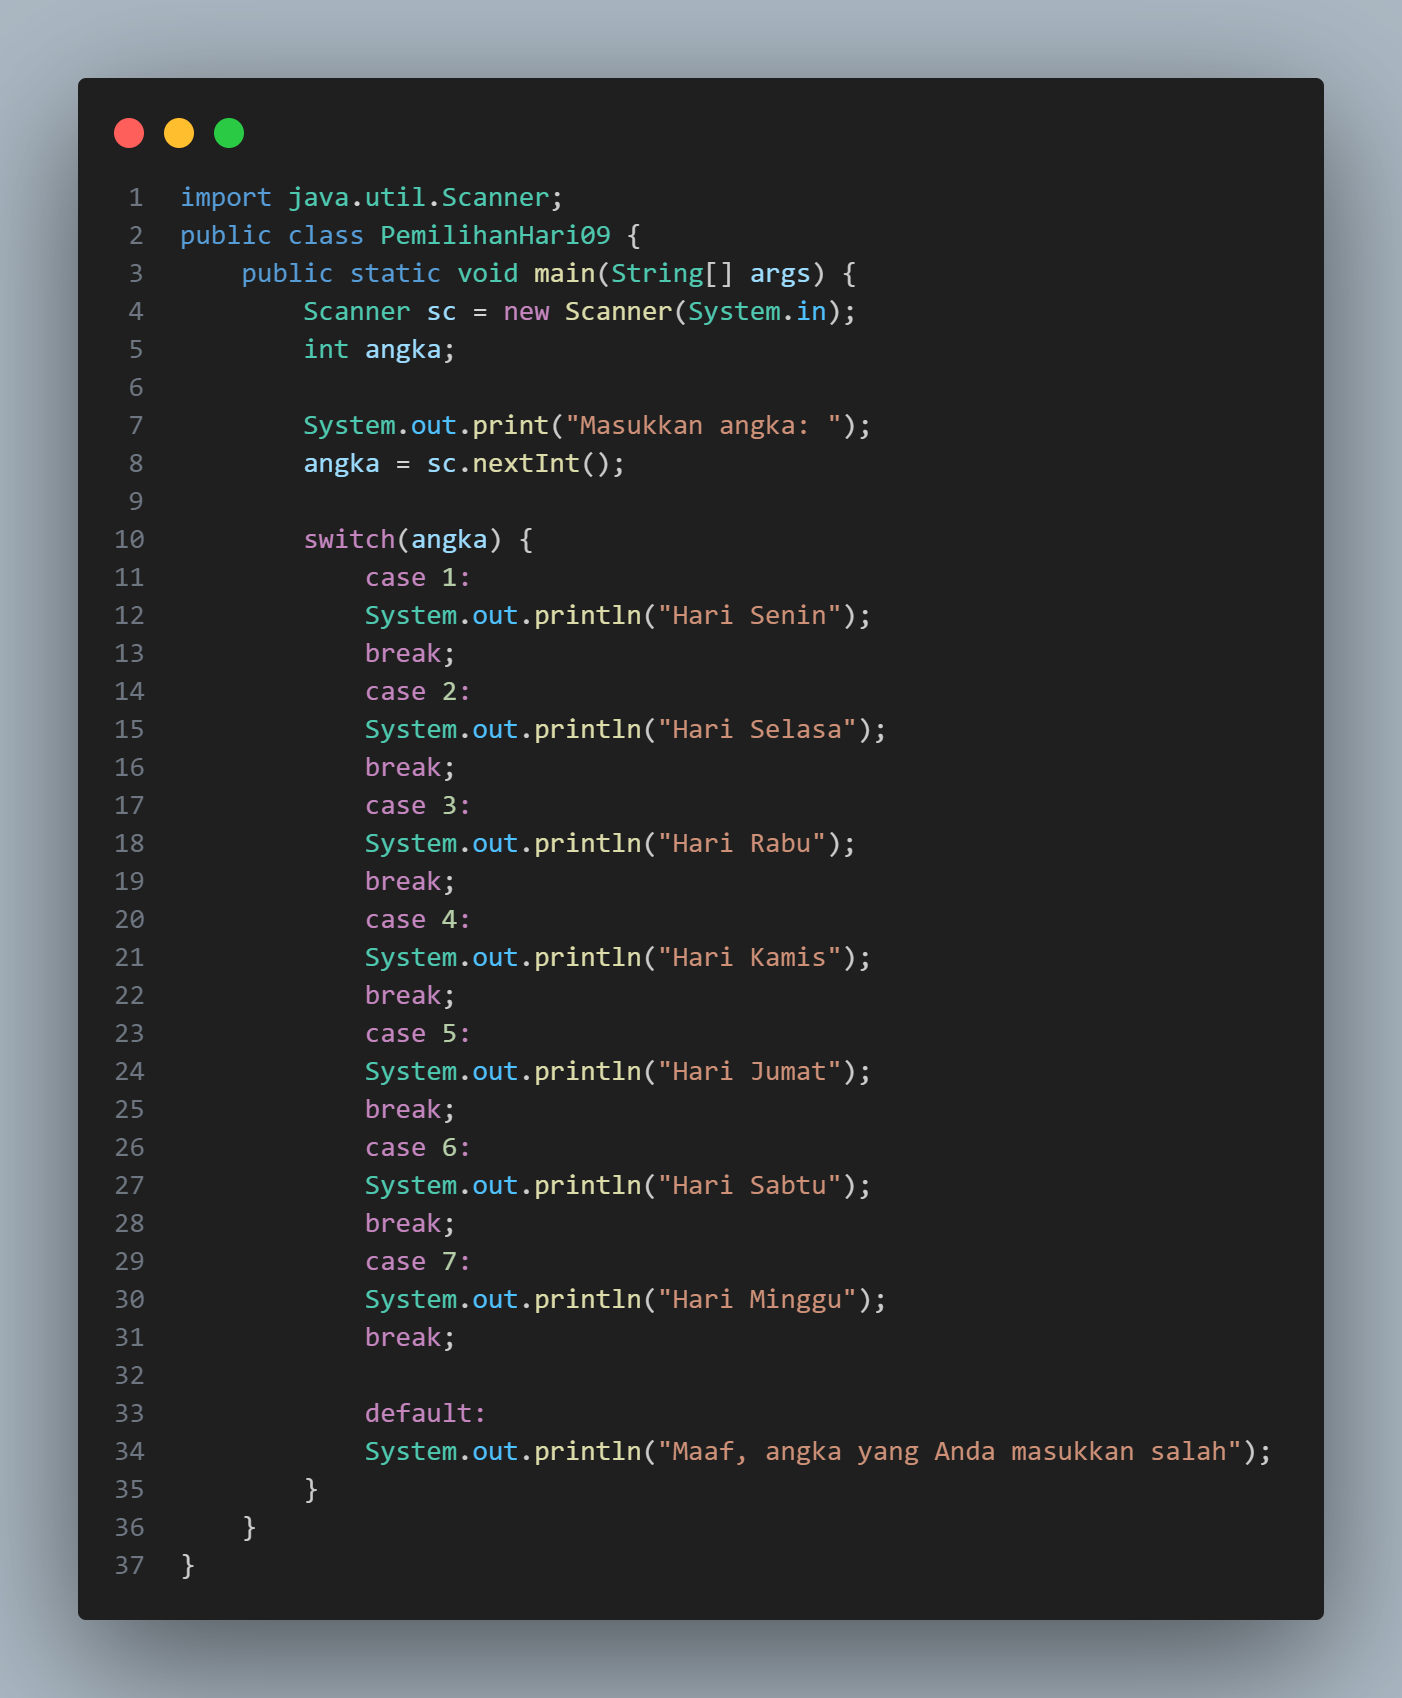 1 import java.util.Scanner;
2 public class PemilihanHari09 {
3     public static void main(String[] args) {
4         Scanner sc = new Scanner(System.in);
5         int angka;
6
7         System.out.print("Masukkan angka: ");
8         angka = sc.nextInt();
9
10         switch(angka) {
11             case 1:
12             System.out.println("Hari Senin");
13             break;
14             case 2:
15             System.out.println("Hari Selasa");
16             break;
17             case 3:
18             System.out.println("Hari Rabu");
19             break;
20             case 4:
21             System.out.println("Hari Kamis");
22             break;
23             case 5:
24             System.out.println("Hari Jumat");
25             break;
26             case 6:
27             System.out.println("Hari Sabtu");
28             break;
29             case 7:
30             System.out.println("Hari Minggu");
31             break;
32
33             default:
34             System.out.println("Maaf, angka yang Anda masukkan salah");
35         }
36     }
37 }